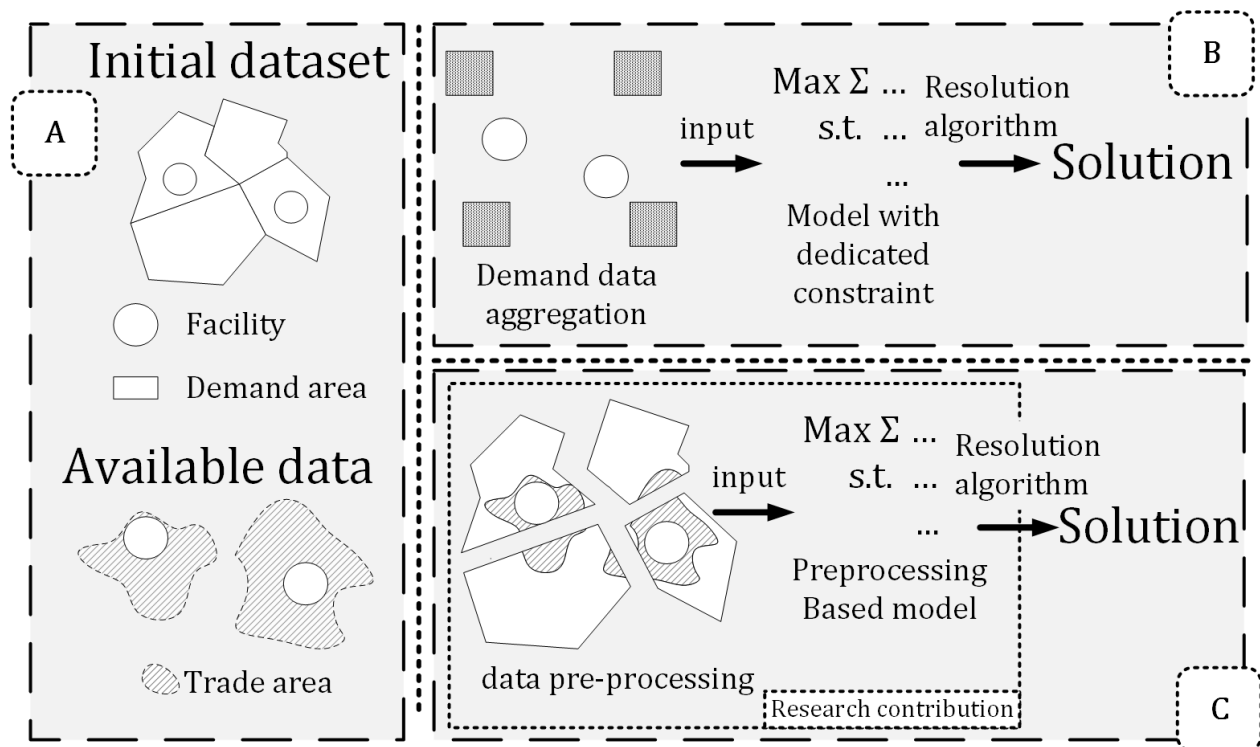 A
Initial dataset
Facility
Demand area
Available data
Trade area
B
Demand data
aggregation
input
Max Σ ...
s.t. ...
...
Model with
dedicated
constraint
Resolution
algorithm
Solution
C
data pre-processing
input
Max Σ ...
s.t. ...
...
Preprocessing
Based model
Resolution
algorithm
Solution
Research contribution